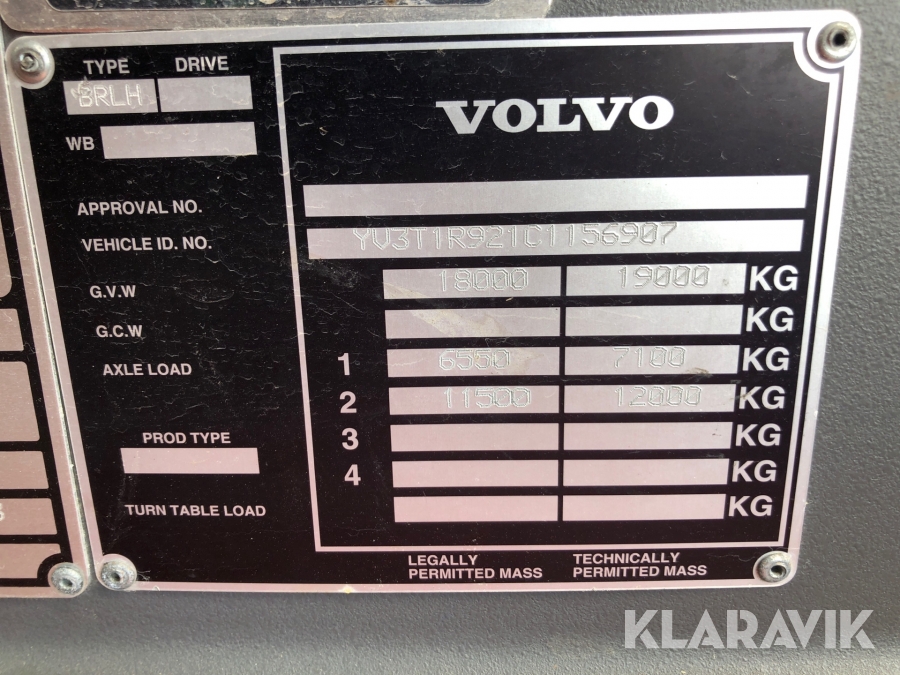 TYPE DRIVE
BRLH
WB
VOLVO
APPROVAL NO.
VEHICLE ID. NO. YV3T1R921C1156907
G.V.W 18000 19000 KG
G.C.W KG
AXLE LOAD 1 6550 7100 KG
2 11500 12000 KG
3 KG
PROD TYPE
4 KG
TURN TABLE LOAD KG
LEGALLY PERMITTED MASS
TECHNICALLY PERMITTED MASS
KLARAVIK